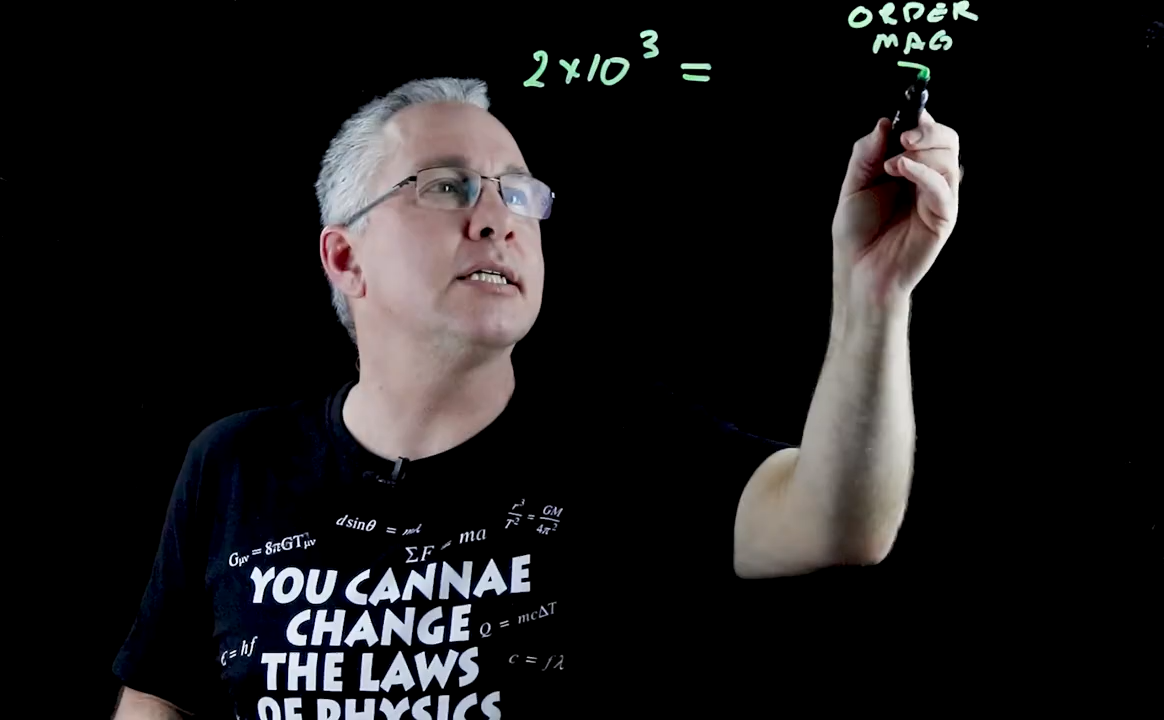 ORDER
MAG
2×10³ =
r³/T² = GM/4π²
d sinθ = mλ
Gμν = 8πGTμν
ΣF = ma
YOU CANNAE
CHANGE
Q = mcΔT
= hf
THE LAWS
c = fλ
OF PHYSICS